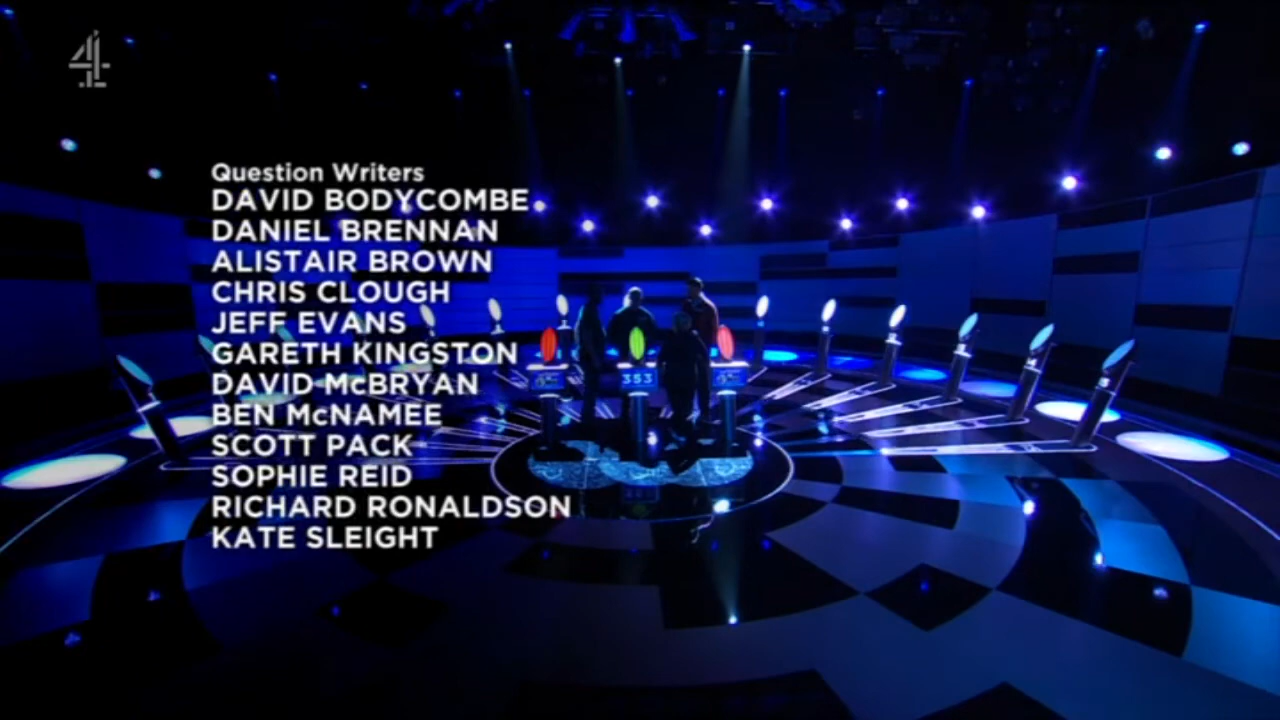 4
Question Writers
DAVID BODYCOMBE
DANIEL BRENNAN
ALISTAIR BROWN
CHRIS CLOUGH
JEFF EVANS
GARETH KINGSTON
DAVID McBRYAN
BEN McNAMEE
SCOTT PACK
SOPHIE REID
RICHARD RONALDSON
KATE SLEIGHT
353